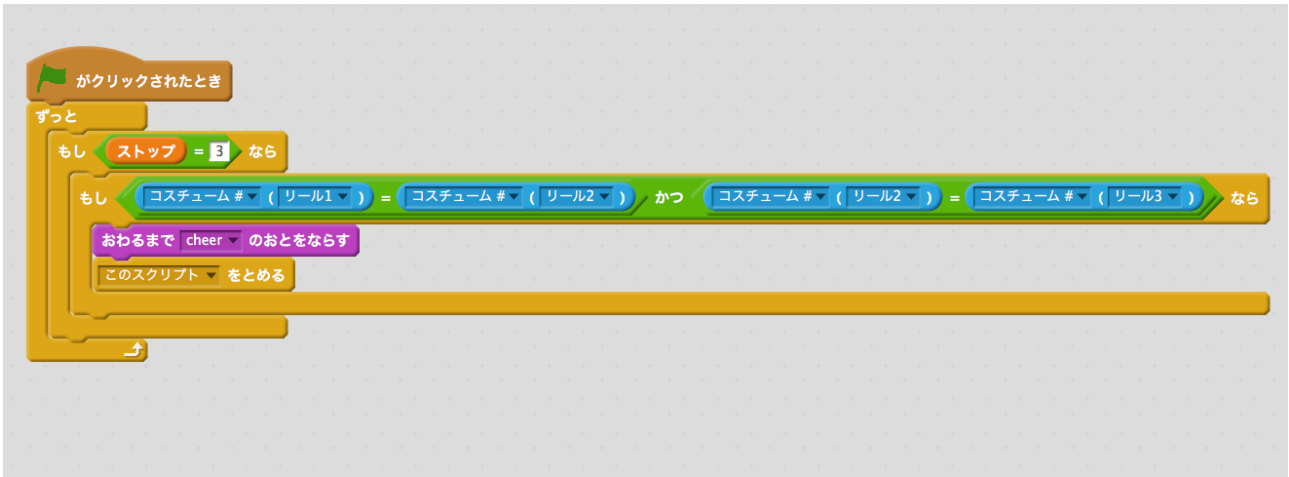 がクリックされたとき
ずっと
もし ストップ = 3 なら
もし コスチューム # ( リール1 ) = コスチューム # ( リール2 ) かつ コスチューム # ( リール2 ) = コスチューム # ( リール3 ) なら
おわるまで cheer のおとをならす
このスクリプト をとめる